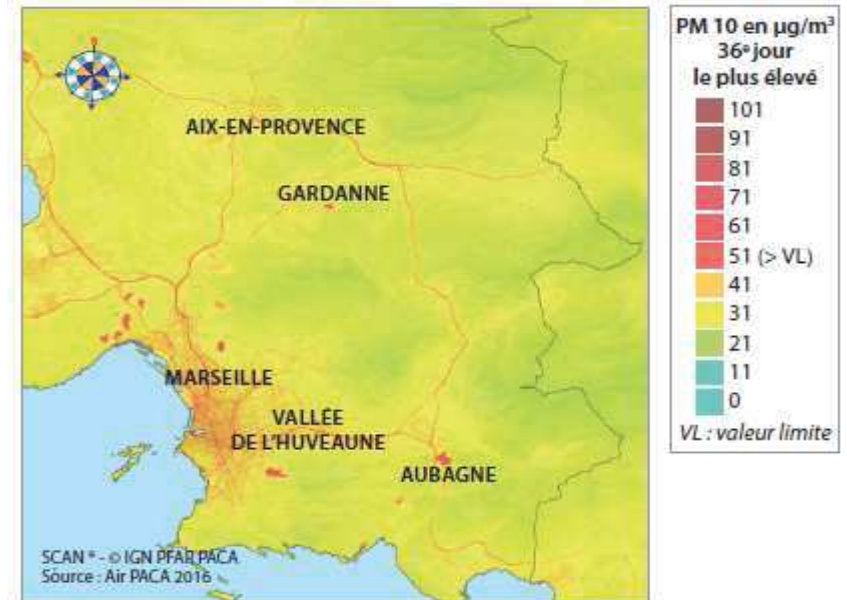 AIX-EN-PROVENCE
GARDANNE
MARSEILLE
VALLÉE
DE L'HUVEAUNE
AUBAGNE
SCAN ® - © IGN PFAR PACA
Source : Air PACA 2016
PM 10 en µg/m³
36e jour
le plus élevé
101
91
81
71
61
51 (> VL)
41
31
21
11
0
VL : valeur limite